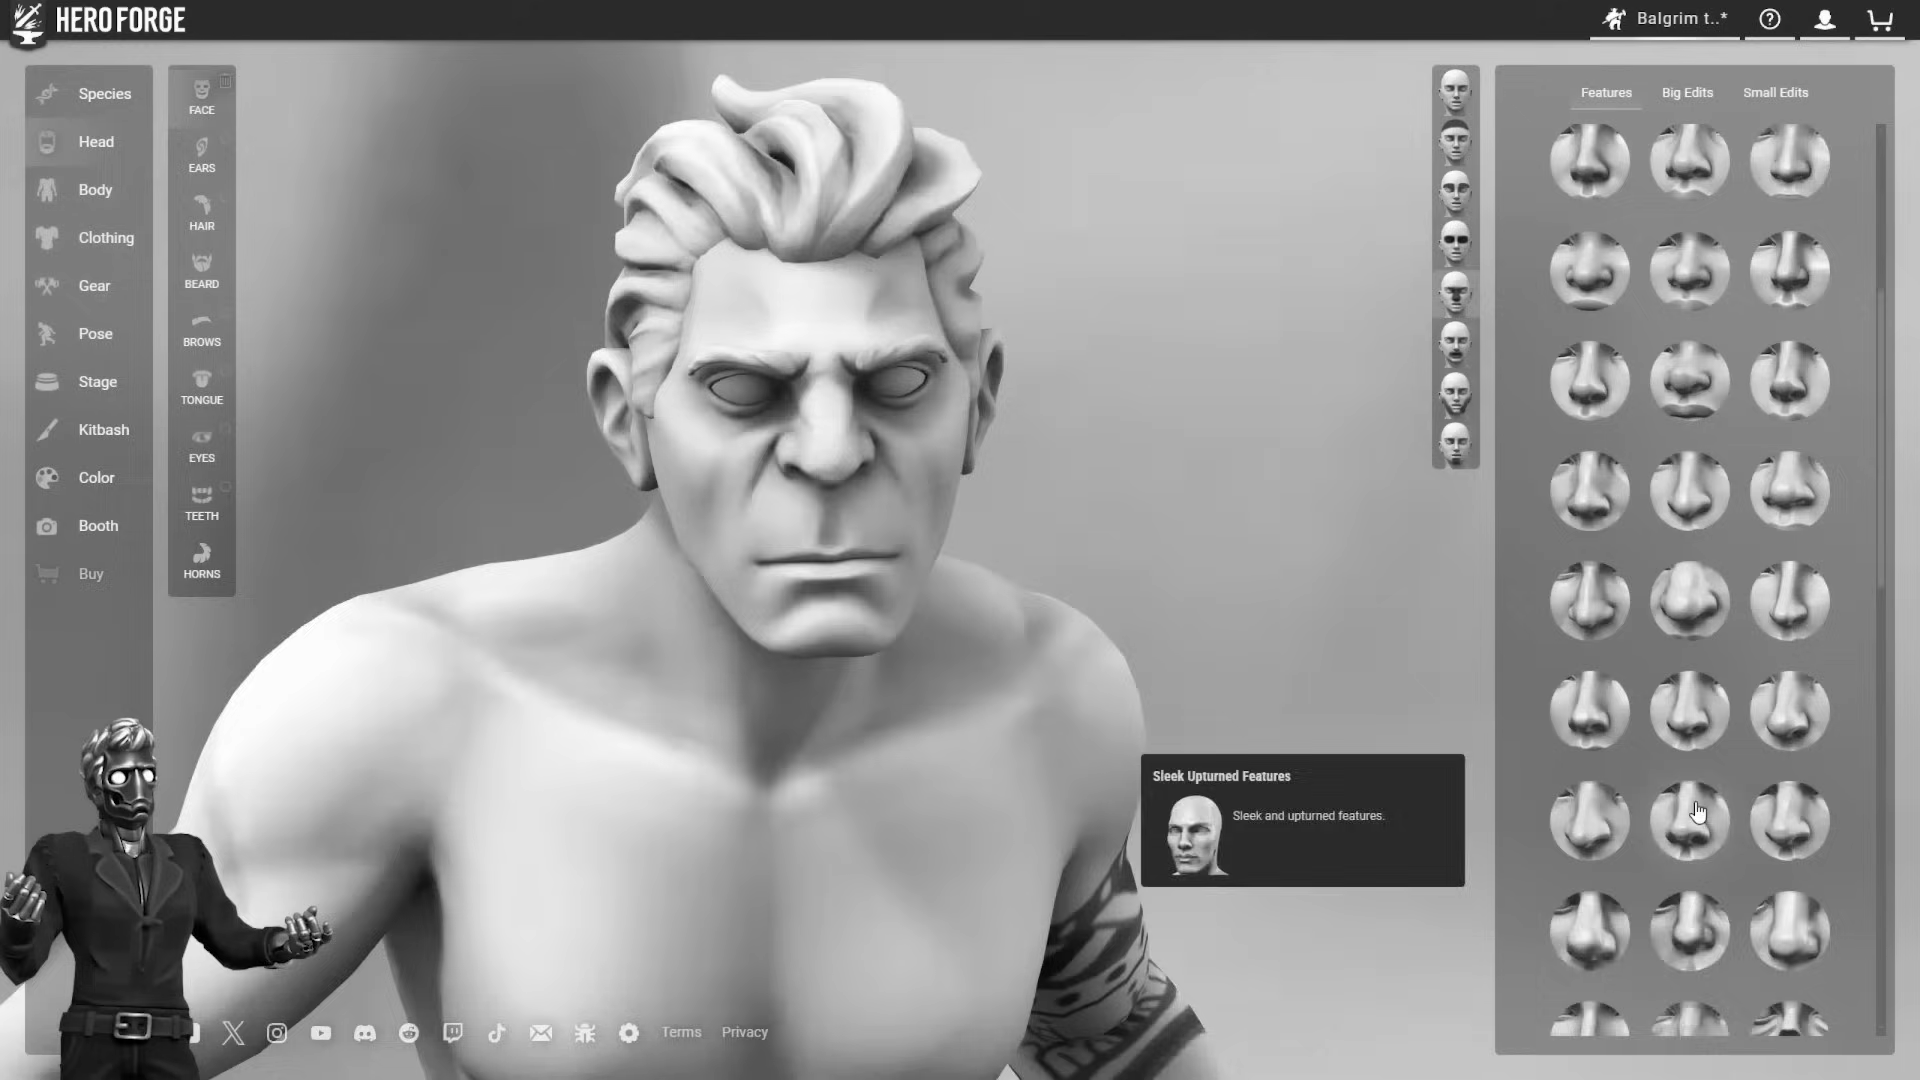 HERO FORGE
Balgrim t..*
Species
Head
Body
Clothing
Gear
Pose
Stage
Kitbash
Color
Booth
Buy
FACE
EARS
HAIR
BEARD
BROWS
TONGUE
EYES
TEETH
HORNS
Features Big Edits Small Edits
Sleek Upturned Features
Sleek and upturned features.
Terms Privacy